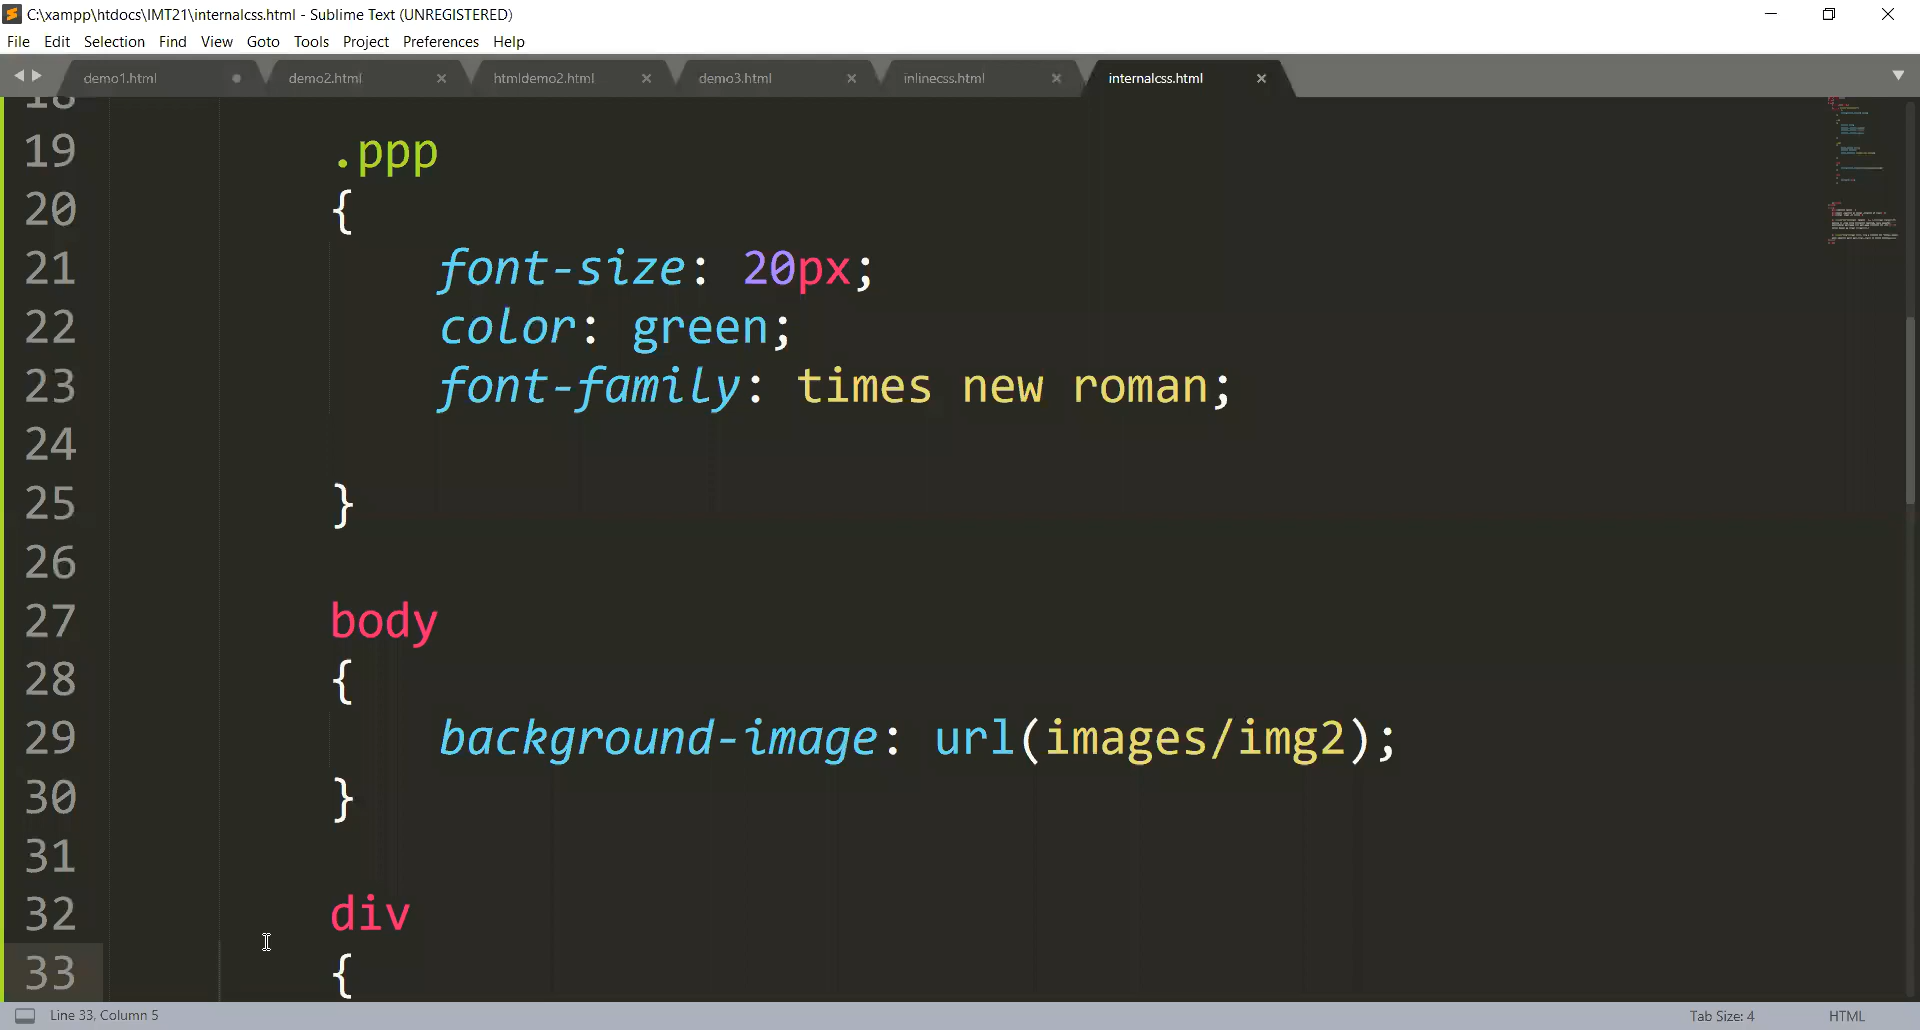 C:\xampp\htdocs\IMT21\internalcss.html - Sublime Text (UNREGISTERED)
File Edit Selection Find View Goto Tools Project Preferences Help
demo1.html demo2.html htmldemo2.html demo3.html inlinecss.html internalcss.html
18
19 .ppp
20 {
21 font-size: 20px;
22 color: green;
23 font-family: times new roman;
24
25 }
26
27 body
28 {
29 background-image: url(images/img2);
30 }
31
32 div
33 {
Line 33, Column 5 Tab Size: 4 HTML